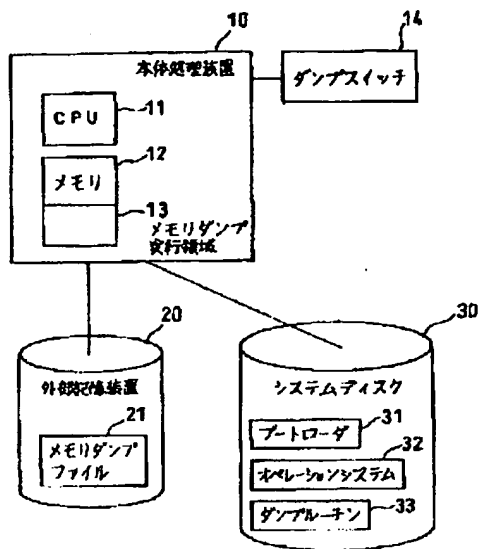 10
14
本体処理装置
ダンプスイッチ
CPU
11
12
メモリ
13
メモリダンプ
実行領域
20
30
外部記憶装置
システムディスク
21
メモリダンプ
ファイル
31
ブートローダ
32
オペレーションシステム
ダンプルーチン
33